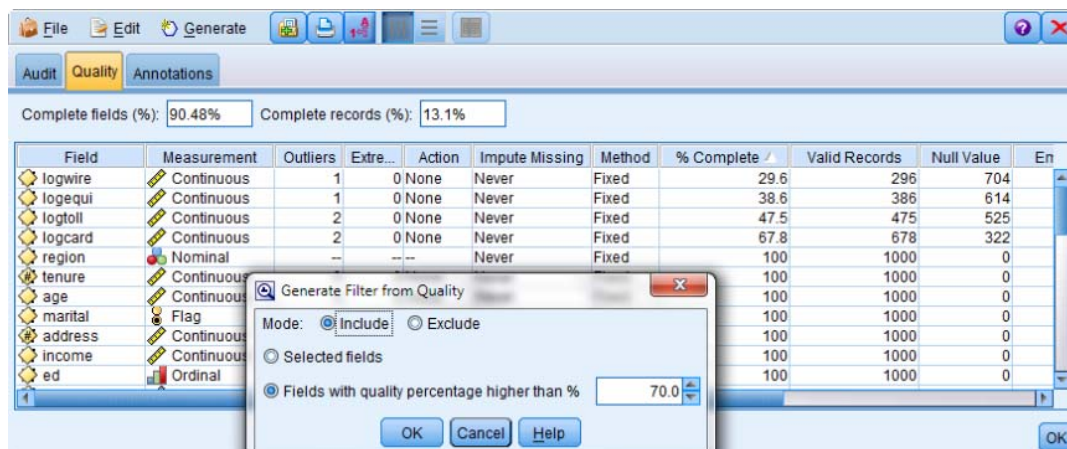 File Edit Generate
Audit Quality Annotations
Complete fields (%): 90.48% Complete records (%): 13.1%
Field Measurement Outliers Extre... Action Impute Missing Method % Complete Valid Records Null Value Em
logwire Continuous 1 0 None Never Fixed 29.6 296 704
logequi Continuous 1 0 None Never Fixed 38.6 386 614
logtoll Continuous 2 0 None Never Fixed 47.5 475 525
logcard Continuous 2 0 None Never Fixed 67.8 678 322
region Nominal -- -- -- Never Fixed 100 1000 0
tenure Continuous 100 1000 0
age Continuous 100 1000 0
marital Flag 100 1000 0
address Continuous 100 1000 0
income Continuous 100 1000 0
ed Ordinal 100 1000 0
Generate Filter from Quality
Mode: Include Exclude
Selected fields
Fields with quality percentage higher than % 70.0
OK Cancel Help
OK